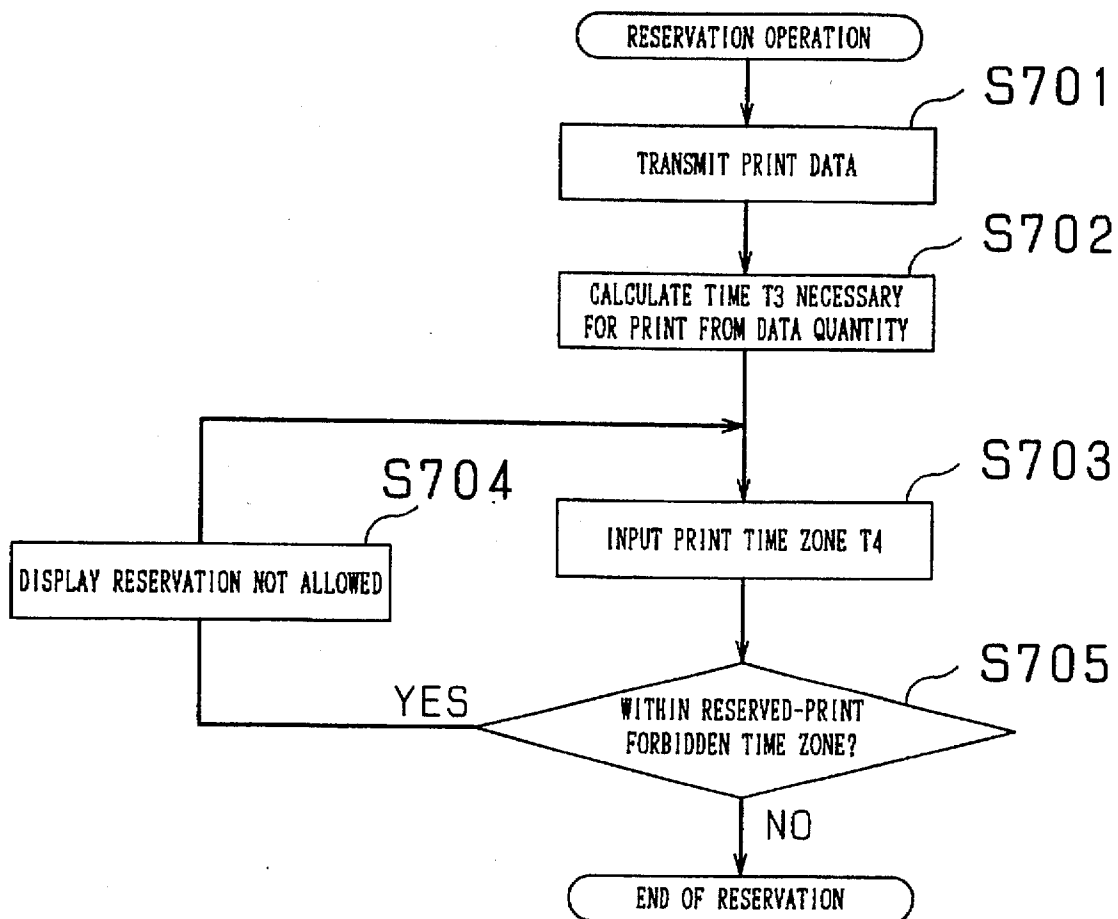 RESERVATION OPERATION
S701
TRANSMIT PRINT DATA
S702
CALCULATE TIME T3 NECESSARY
FOR PRINT FROM DATA QUANTITY
S703
INPUT PRINT TIME ZONE T4
S704
DISPLAY RESERVATION NOT ALLOWED
S705
WITHIN RESERVED-PRINT
FORBIDDEN TIME ZONE?
YES
NO
END OF RESERVATION